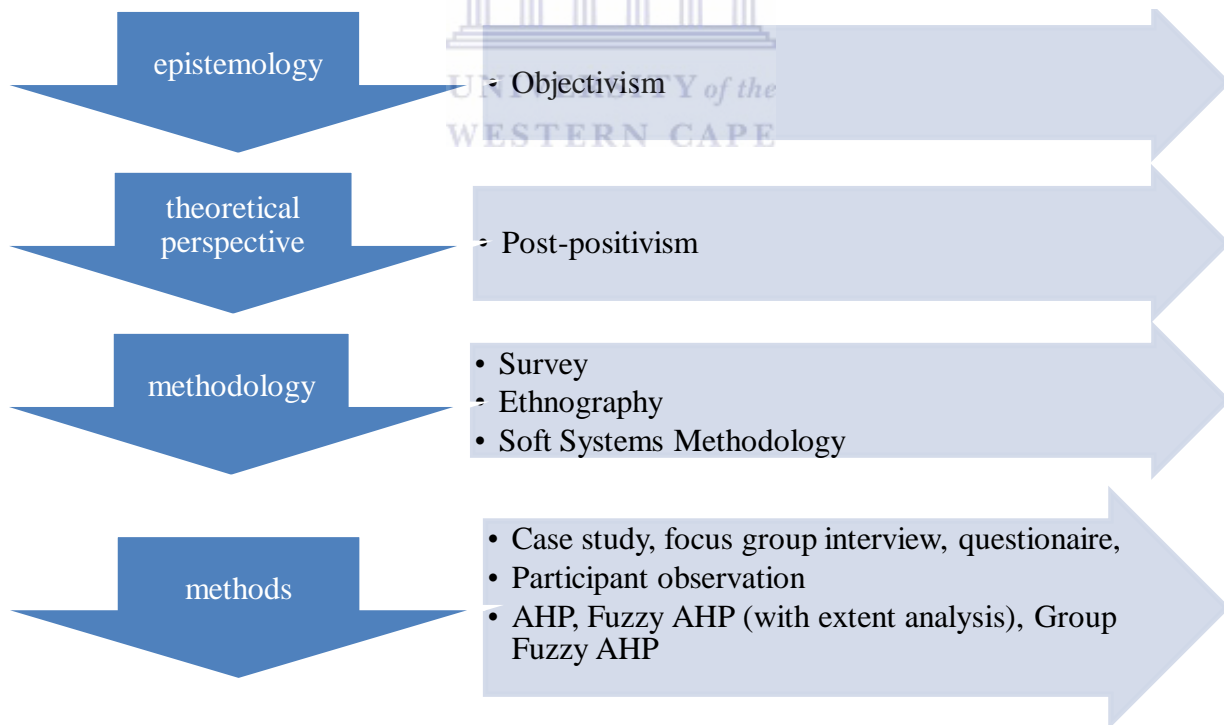 epistemology
• Objectivism
UNIVERSITY of the
WESTERN CAPE
theoretical
perspective
• Post-positivism
methodology
• Survey
• Ethnography
• Soft Systems Methodology
methods
• Case study, focus group interview, questionaire,
• Participant observation
• AHP, Fuzzy AHP (with extent analysis), Group
Fuzzy AHP